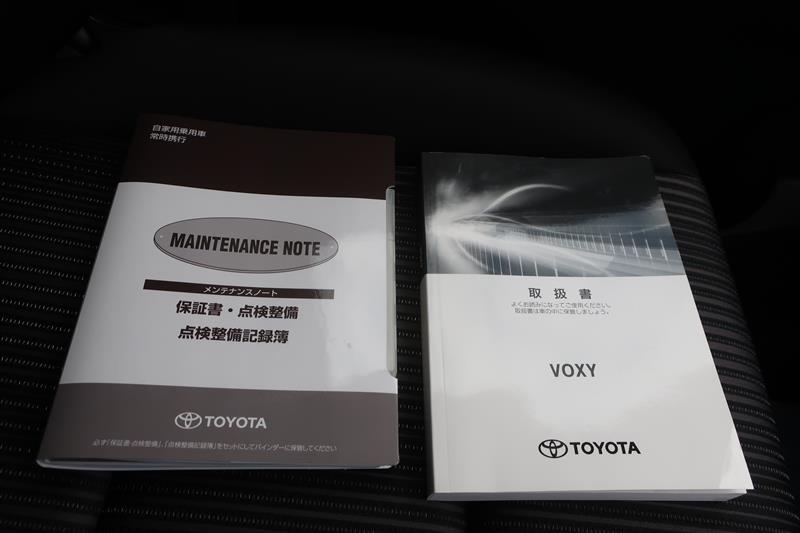 自家用乗用車
常時携行
MAINTENANCE NOTE
メンテナンスノート
保証書・点検整備
点検整備記録簿
TOYOTA
必ず「保証書・点検整備」、「点検整備記録簿」をセットにしてバインダーに保管してください
取扱書
よくお読みになってご使用ください。
取扱書は車の中に保管しましょう。
VOXY
TOYOTA